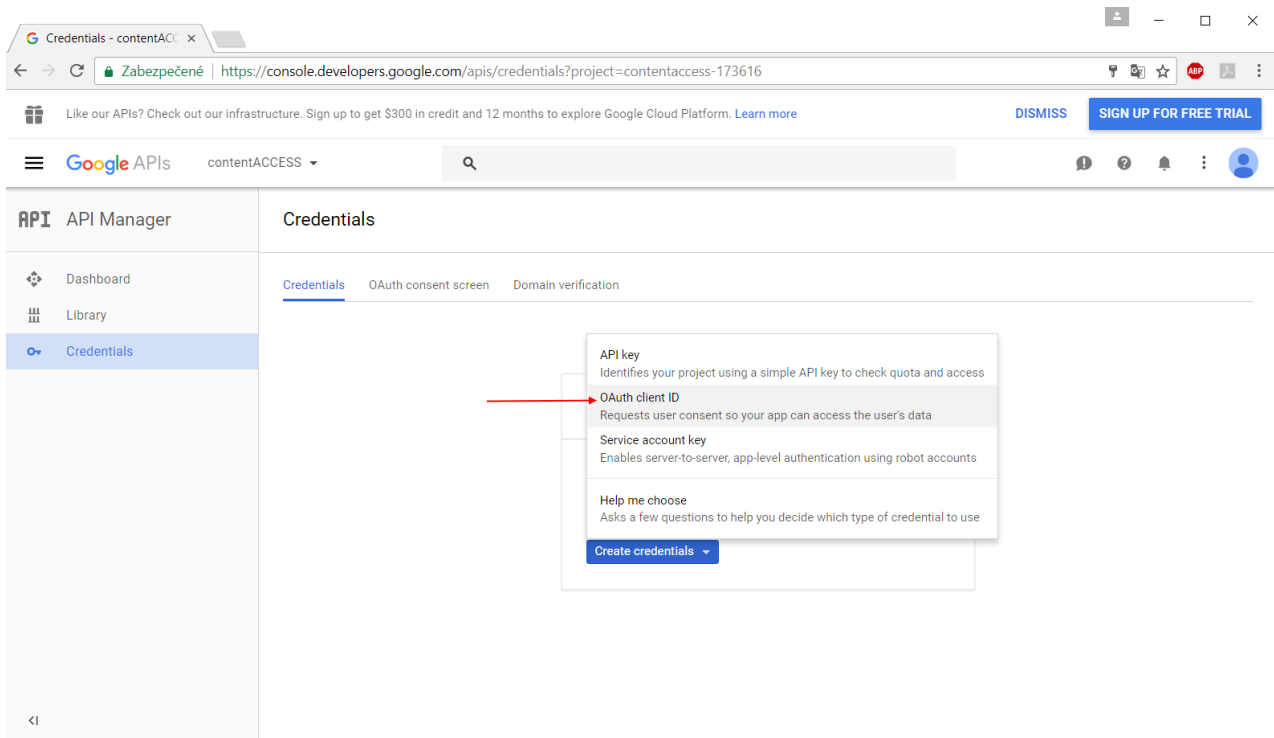 Credentials - contentACC
Zabezpečené | https://console.developers.google.com/apis/credentials?project=contentaccess-173616
ABP
Like our APIs? Check out our infrastructure. Sign up to get $300 in credit and 12 months to explore Google Cloud Platform. Learn more
DISMISS
SIGN UP FOR FREE TRIAL
Google APIs
contentACCESS
API API Manager
Credentials
Dashboard
Library
Credentials
Credentials OAuth consent screen Domain verification
API key
Identifies your project using a simple API key to check quota and access
OAuth client ID
Requests user consent so your app can access the user's data
Service account key
Enables server-to-server, app-level authentication using robot accounts
Help me choose
Asks a few questions to help you decide which type of credential to use
Create credentials